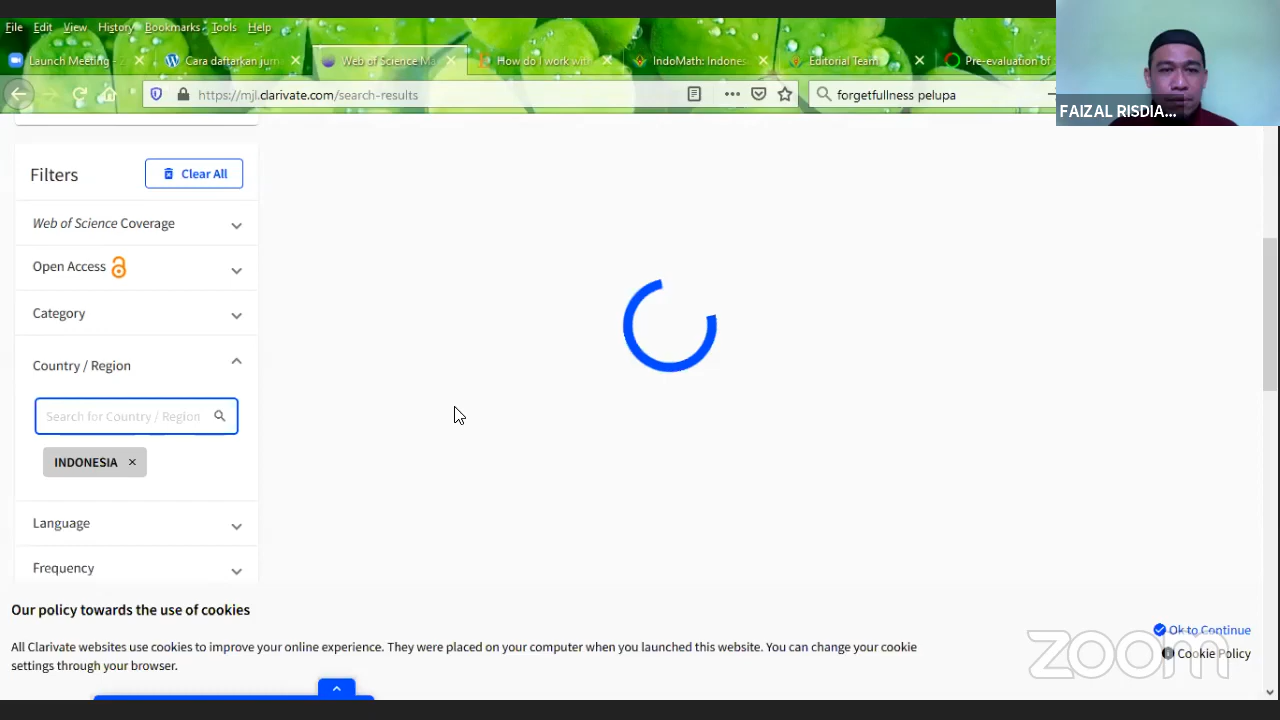 File Edit View History Bookmarks Tools Help
Launch Meeting - Z
Cara daftarkan jurn
Web of Science Ma
How do I work with
IndoMath: Indones
Editorial Team
Pre-evaluation of
https://mjl.clarivate.com/search-results
forgetfullness pelupa
FAIZAL RISDIA...
Filters
Clear All
Web of Science Coverage
Open Access
Category
Country / Region
Search for Country / Region
INDONESIA
Language
Frequency
Our policy towards the use of cookies
All Clarivate websites use cookies to improve your online experience. They were placed on your computer when you launched this website. You can change your cookie
settings through your browser.
Ok to Continue
Cookie Policy
zoom